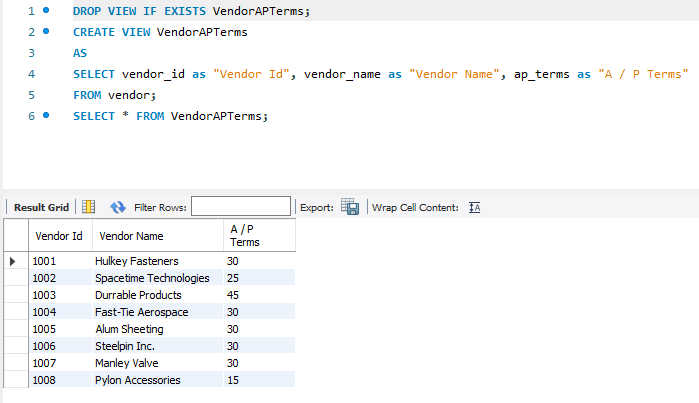 1 DROP VIEW IF EXISTS VendorAPTerms;
2 CREATE VIEW VendorAPTerms
3 AS
4 SELECT vendor_id as "Vendor Id", vendor_name as "Vendor Name", ap_terms as "A / P Terms"
5 FROM vendor;
6 SELECT * FROM VendorAPTerms;
Result Grid Filter Rows: Export: Wrap Cell Content: IA
Vendor Id Vendor Name A / P
Terms
1001 Hulkey Fasteners 30
1002 Spacetime Technologies 25
1003 Durrable Products 45
1004 Fast-Tie Aerospace 30
1005 Alum Sheeting 30
1006 Steelpin Inc. 30
1007 Manley Valve 30
1008 Pylon Accessories 15